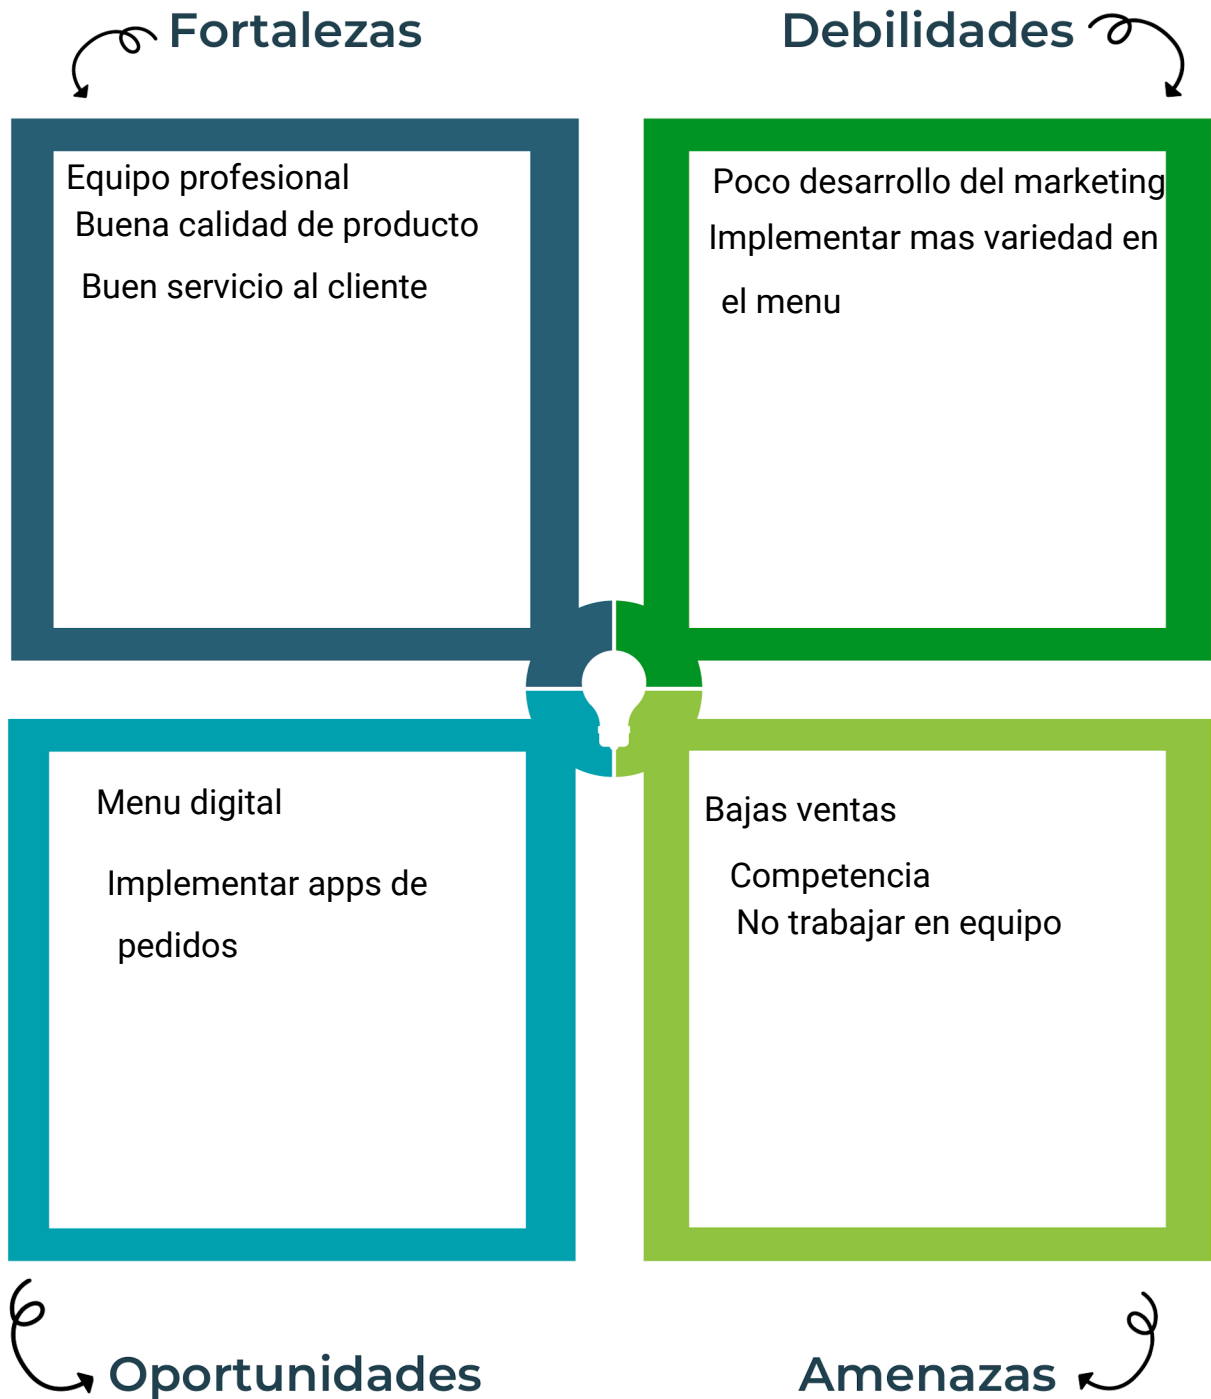 Fortalezas
Equipo profesional
Buena calidad de producto
Buen servicio al cliente
Debilidades
Poco desarrollo del marketing
Implementar mas variedad en
el menu
Menu digital
Implementar apps de
pedidos
Oportunidades
Bajas ventas
Competencia
No trabajar en equipo
Amenazas